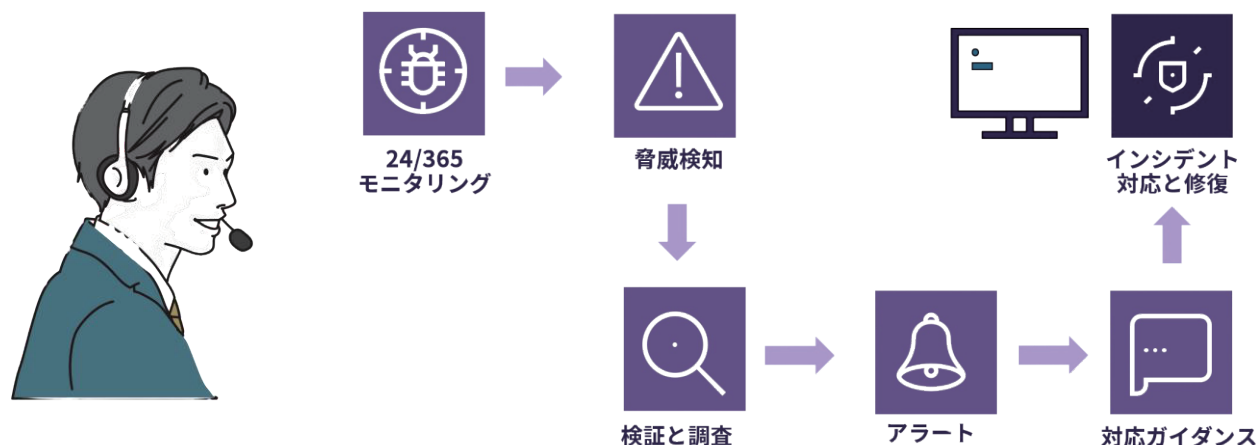 24/365
モニタリング
脅威検知
検証と調査
アラート
対応ガイダンス
インシデント
対応と修復